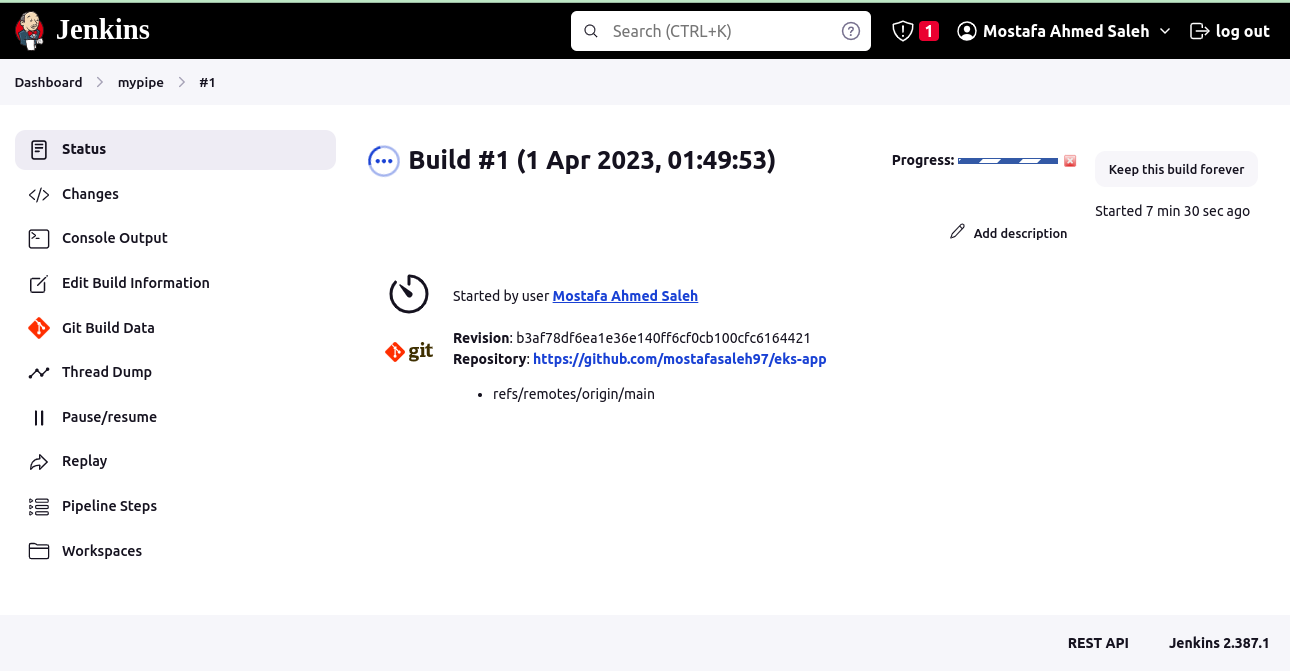 Jenkins
Search (CTRL+K)
1
Mostafa Ahmed Saleh
log out
Dashboard > mypipe > #1
Status
Changes
Console Output
Edit Build Information
Git Build Data
Thread Dump
Pause/resume
Replay
Pipeline Steps
Workspaces
Build #1 (1 Apr 2023, 01:49:53)
Progress:
Keep this build forever
Started 7 min 30 sec ago
Add description
Started by user Mostafa Ahmed Saleh
git
Revision: b3af78df6ea1e36e140ff6cf0cb100cfc6164421
Repository: https://github.com/mostafasaleh97/eks-app
• refs/remotes/origin/main
REST API
Jenkins 2.387.1